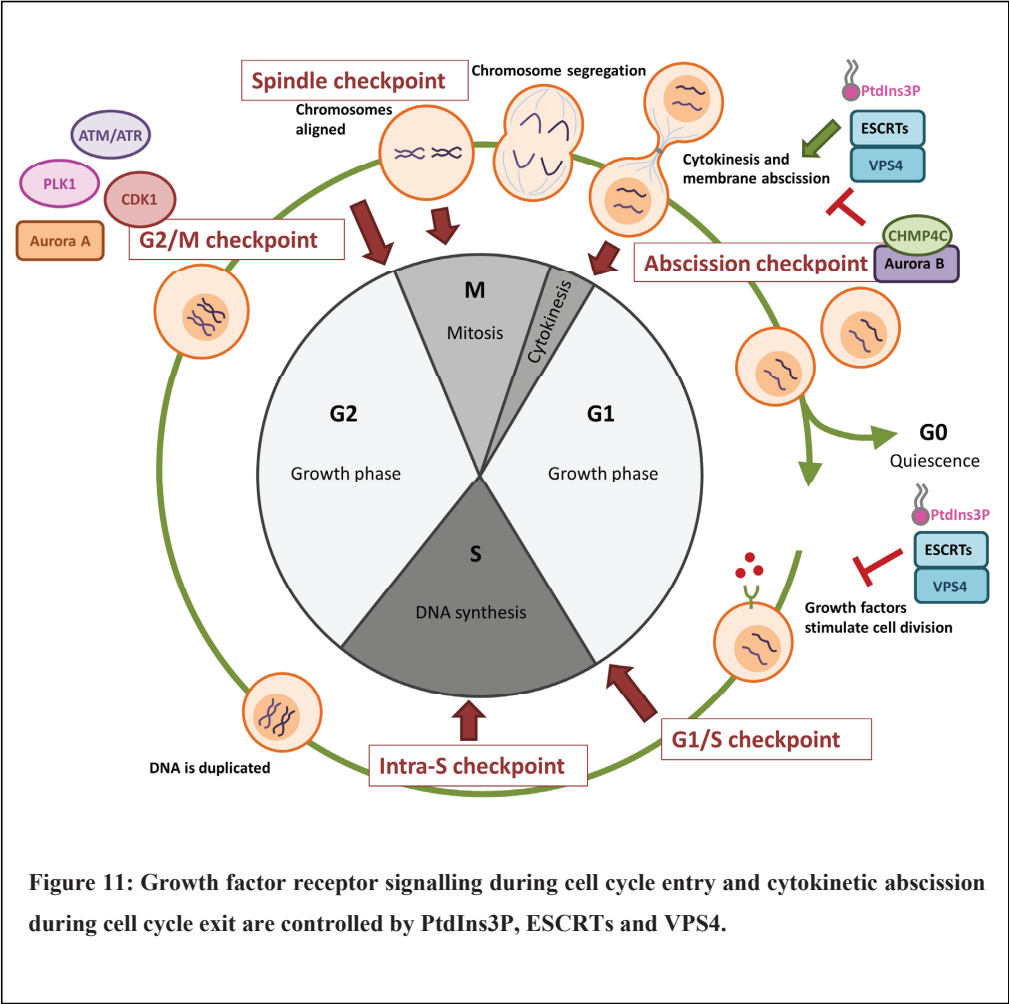 Spindle checkpoint
Chromosome segregation
Chromosomes
aligned
PtdIns3P
ESCRTs
VPS4
Cytokinesis and
membrane abscission
ATM/ATR
PLK1
CDK1
Aurora A
G2/M checkpoint
CHMP4C
Aurora B
Abscission checkpoint
M
Mitosis
Cytokinesis
G2
Growth phase
G1
Growth phase
G0
Quiescence
PtdIns3P
ESCRTs
VPS4
S
DNA synthesis
Growth factors
stimulate cell division
G1/S checkpoint
Intra-S checkpoint
DNA is duplicated
Figure 11: Growth factor receptor signalling during cell cycle entry and cytokinetic abscission
during cell cycle exit are controlled by PtdIns3P, ESCRTs and VPS4.